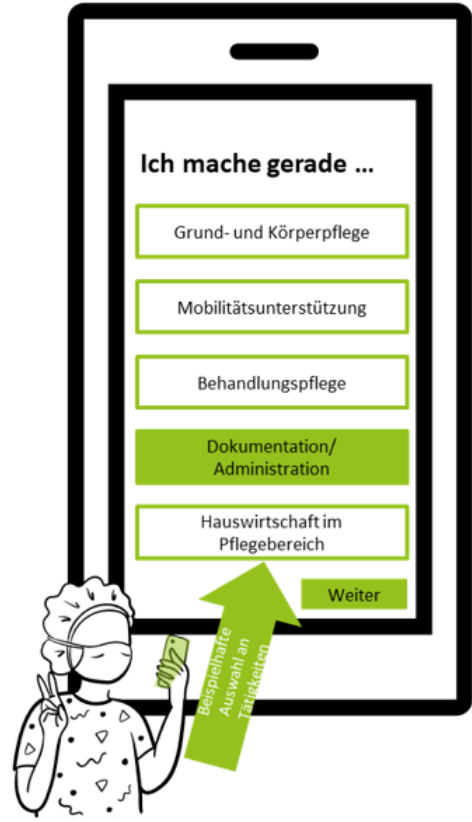 Ich mache gerade ...
Grund- und Körperpflege
Mobilitätsunterstützung
Behandlungspflege
Dokumentation/
Administration
Hauswirtschaft im
Pflegebereich
Weiter
Beispielhafte
Auswahl an
Tätigkeiten